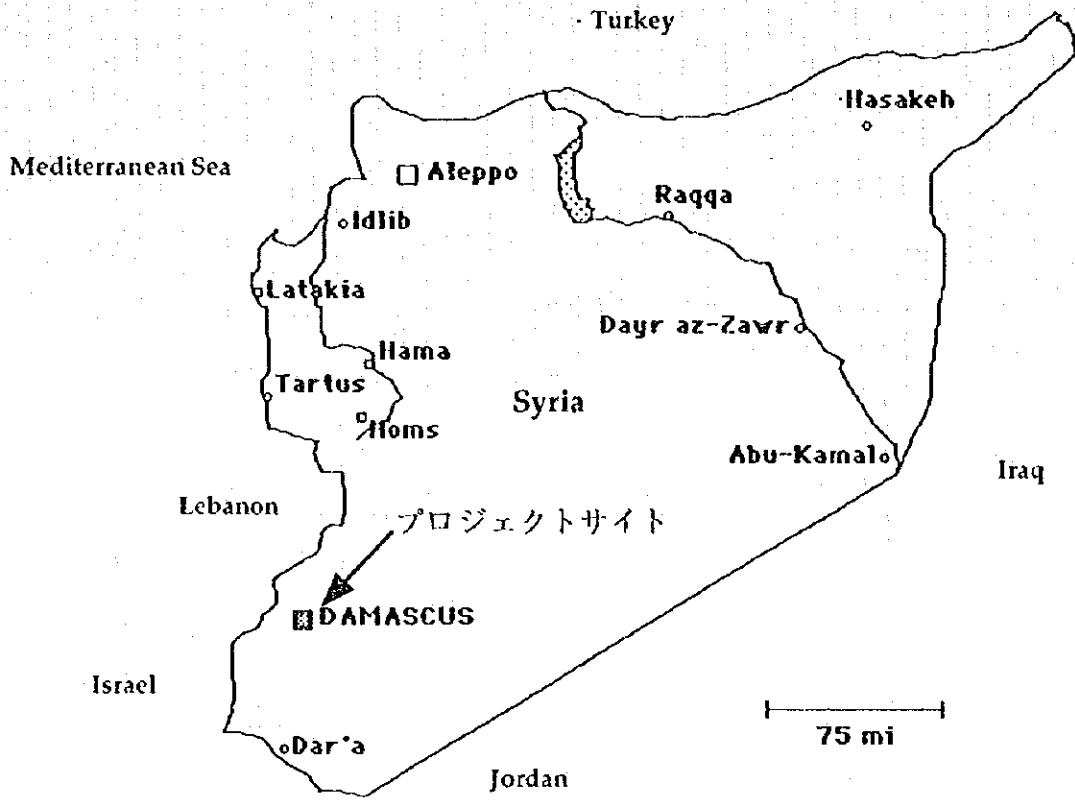 Turkey
Hasakeh
Mediterranean Sea
Aleppo
Raqqa
Idlib
Latakia
Dayr az-Zawr
Hama
Tartus
Syria
Homs
Abu-Kamal
Iraq
Lebanon
プロジェクトサイト
DAMASCUS
Israel
75 mi
Dar'a
Jordan